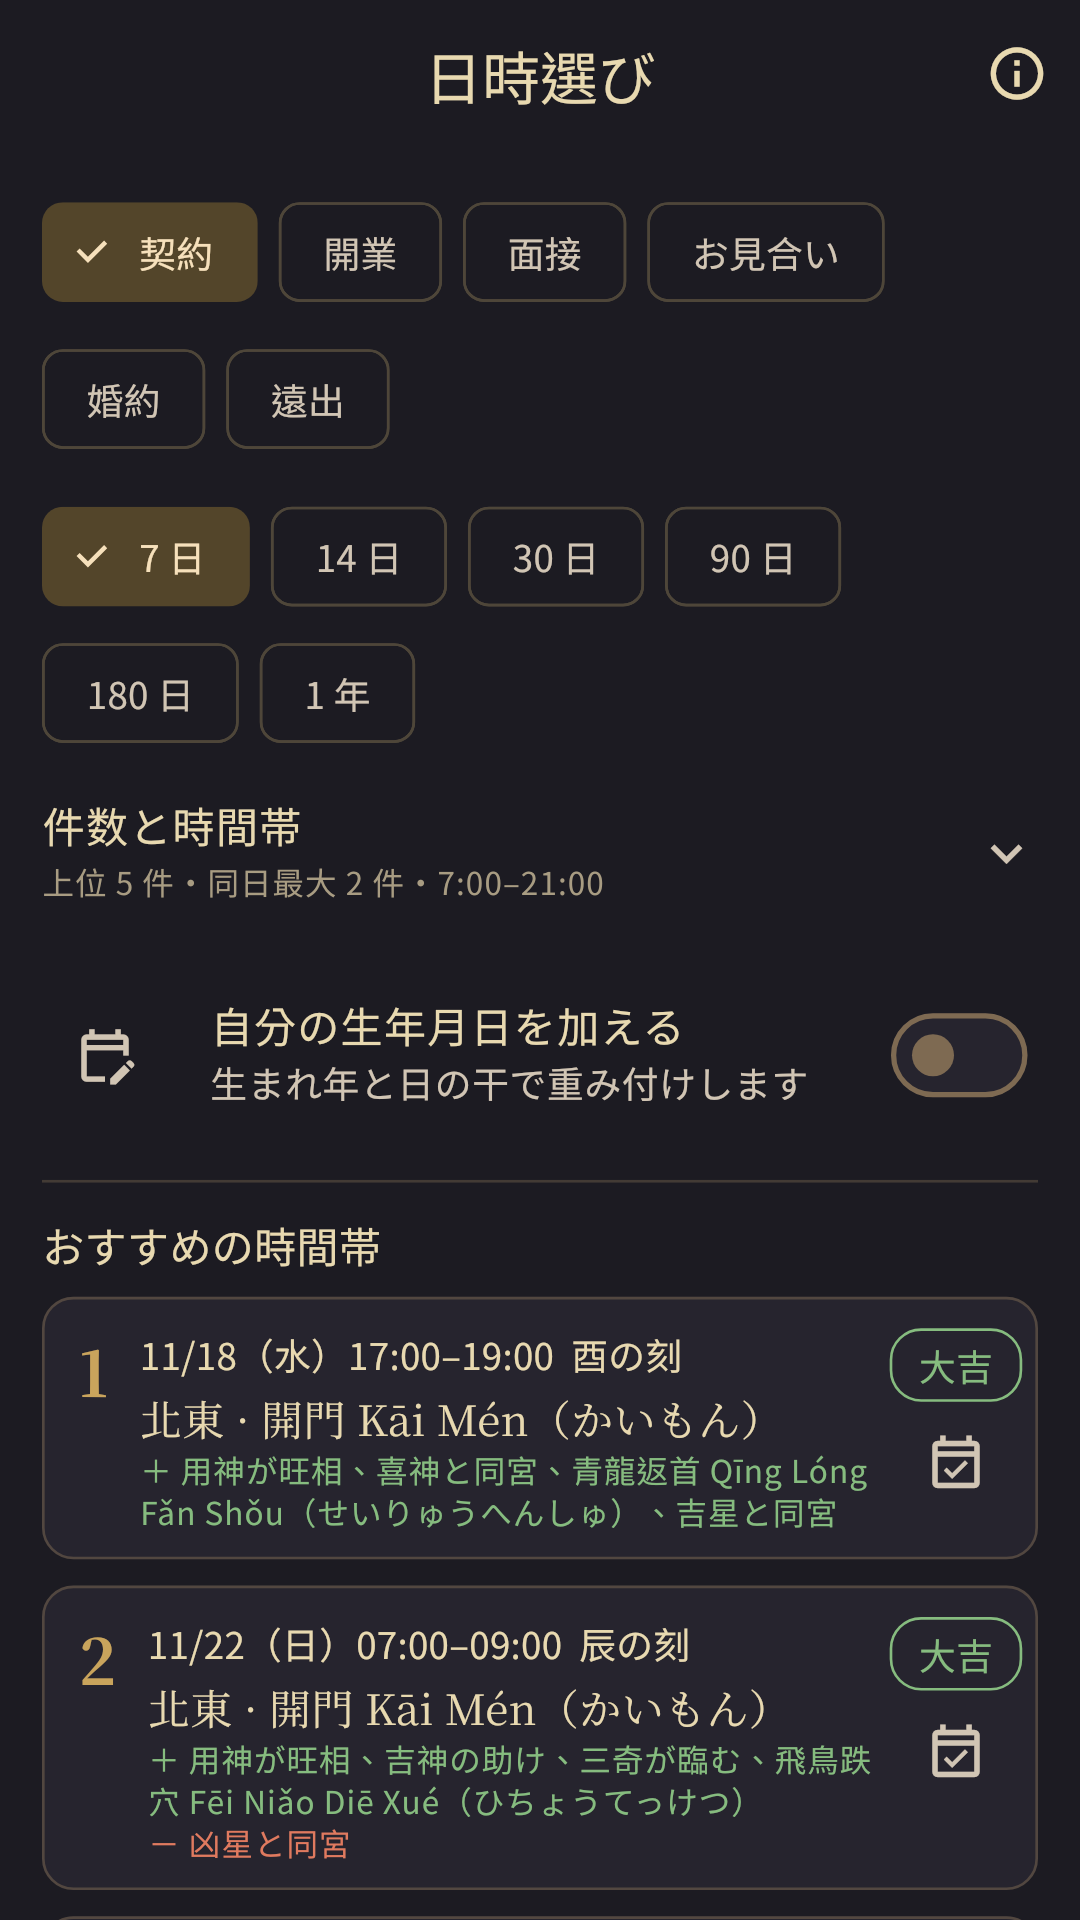 日時選び
契約
開業
面接
お見合い
婚約
遠出
7 日
14 日
30 日
90 日
180 日
1 年
件数と時間帯
上位 5 件・同日最大 2 件・7:00–21:00
自分の生年月日を加える
生まれ年と日の干で重み付けします
おすすめの時間帯
1
11/18（水）17:00–19:00 酉の刻
大吉
北東 · 開門 Kāi Mén（かいもん）
＋ 用神が旺相、喜神と同宮、青龍返首 Qīng Lóng
Fǎn Shǒu（せいりゅうへんしゅ）、吉星と同宮
2
11/22（日）07:00–09:00 辰の刻
大吉
北東 · 開門 Kāi Mén（かいもん）
＋ 用神が旺相、吉神の助け、三奇が臨む、飛鳥跌
穴 Fēi Niǎo Diē Xué（ひちょうてっけつ）
－ 凶星と同宮